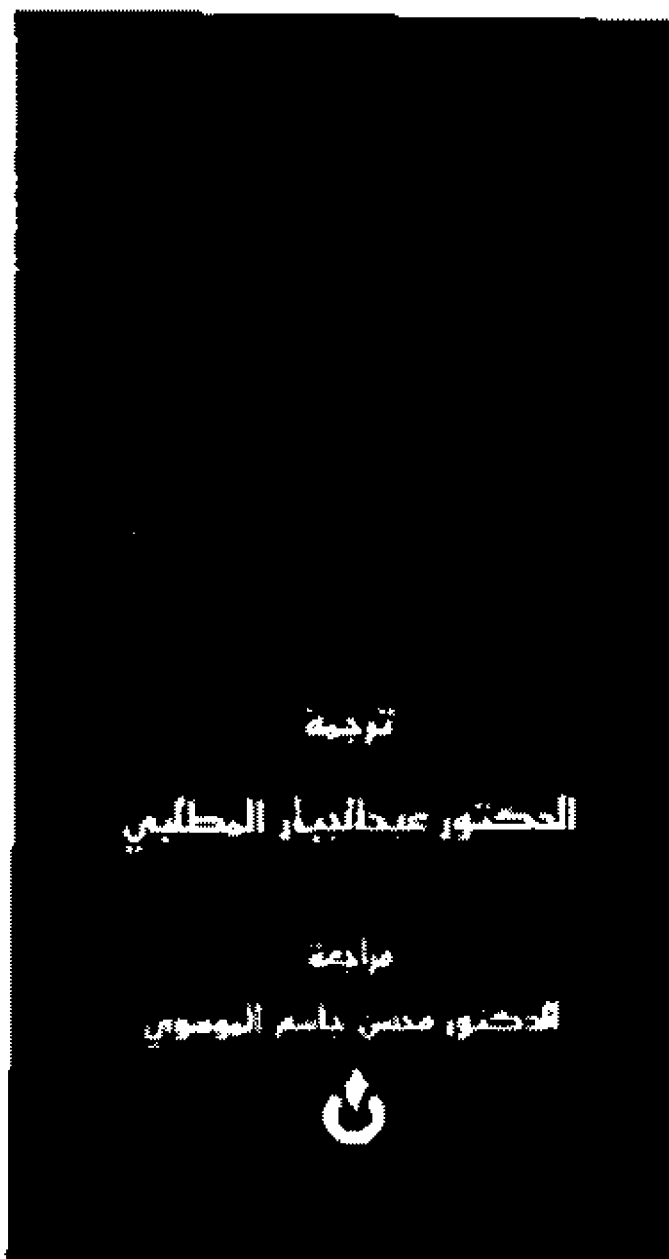 ترجمة
الدكتور عبدالجبار المطلبي
مراجعة
الدكتور محسن جاسم الموسوي